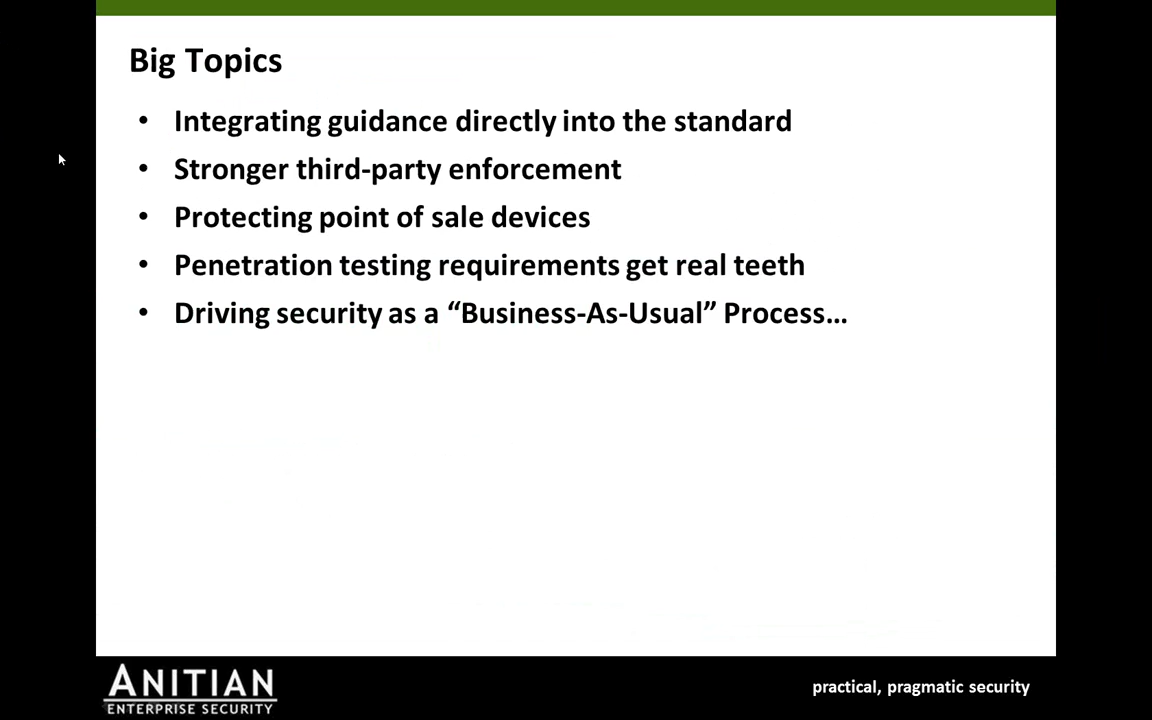 Big Topics
• Integrating guidance directly into the standard
• Stronger third-party enforcement
• Protecting point of sale devices
• Penetration testing requirements get real teeth
• Driving security as a “Business-As-Usual” Process…
ANITIAN
ENTERPRISE SECURITY
practical, pragmatic security